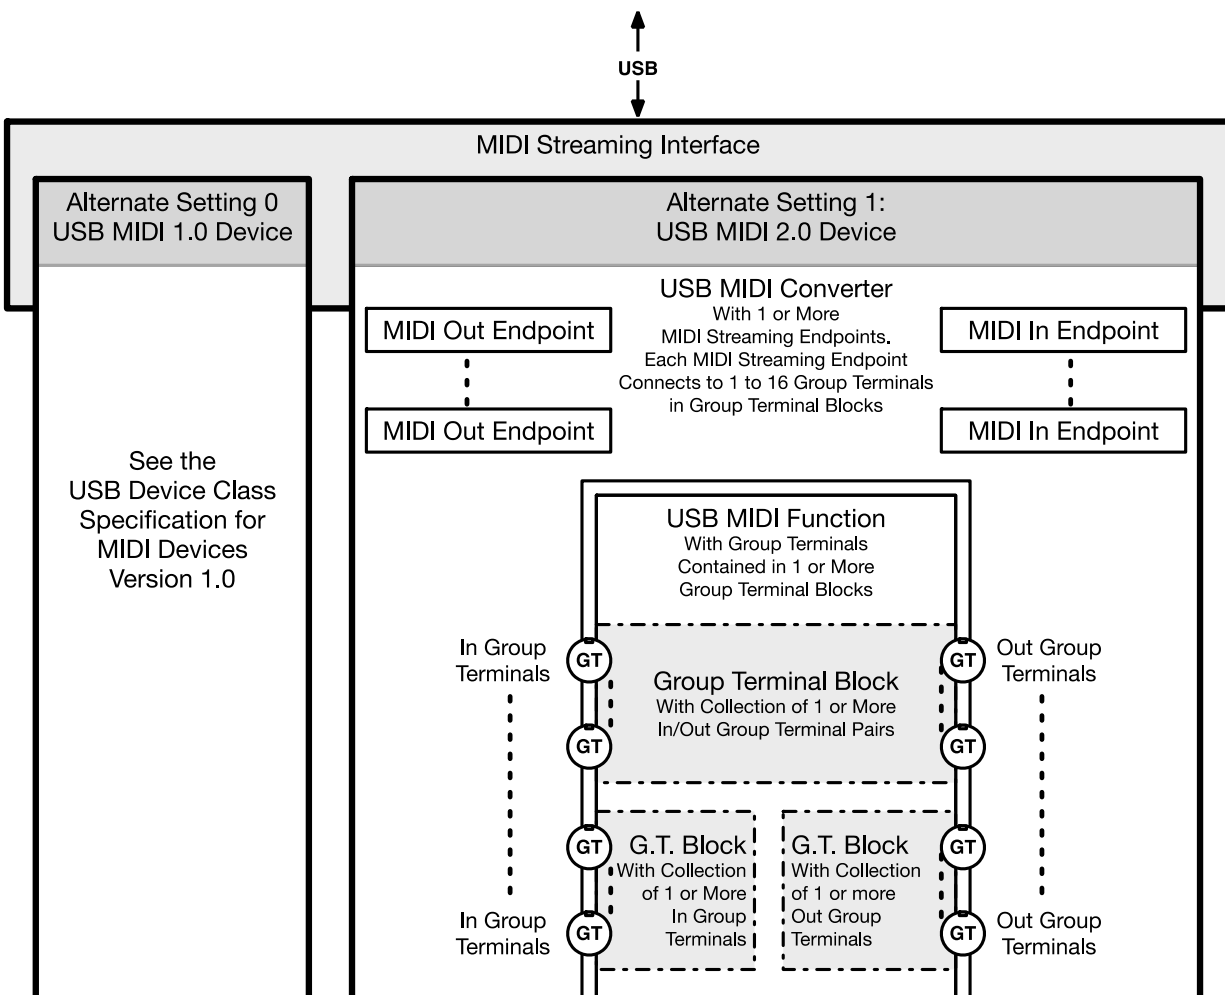 USB
MIDI Streaming Interface
Alternate Setting 0
USB MIDI 1.0 Device
See the
USB Device Class
Specification for
MIDI Devices
Version 1.0
Alternate Setting 1:
USB MIDI 2.0 Device
USB MIDI Converter
With 1 or More
MIDI Streaming Endpoints.
Each MIDI Streaming Endpoint
Connects to 1 to 16 Group Terminals
in Group Terminal Blocks
MIDI Out Endpoint
MIDI Out Endpoint
MIDI In Endpoint
MIDI In Endpoint
USB MIDI Function
With Group Terminals
Contained in 1 or More
Group Terminal Blocks
In Group
Terminals
GT
GT
Group Terminal Block
With Collection of 1 or More
In/Out Group Terminal Pairs
GT
GT
Out Group
Terminals
GT
GT
G.T. Block
With Collection
of 1 or More
In Group
Terminals
G.T. Block
With Collection
of 1 or more
Out Group
Terminals
GT
GT
In Group
Terminals
Out Group
Terminals